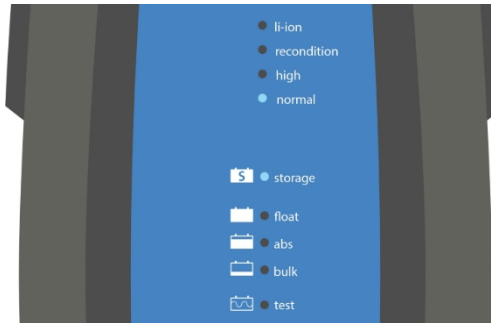 li-ion
recondition
high
normal
S storage
float
abs
bulk
test